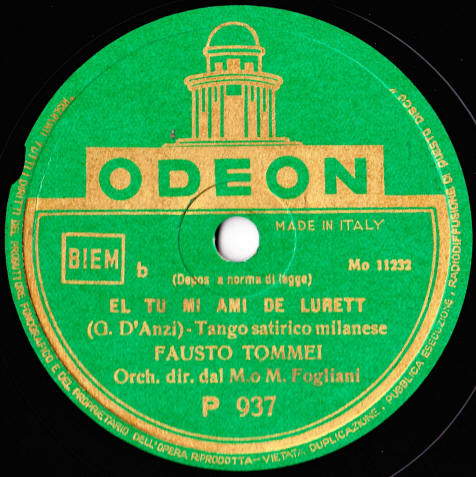 ODEON
MADE IN ITALY
BIEM
b
(Depos. a norma di legge)
Mo 11232
EL TU MI AMI DE LURETT
(G. D'Anzi) - Tango satirico milanese
FAUSTO TOMMEI
Orch. dir. dal M.o M. Fogliani
P 937
"RISERVATI TUTTI I DIRITTI DEL PRODUTTORE FONOGRAFICO E DEL PROPRIETARIO DELL'OPERA RIPRODOTTA - VIETATA DUPLICAZIONE, PUBBLICA ESECUZIONE, RADIODIFFUSIONE DI QUESTO DISCO"